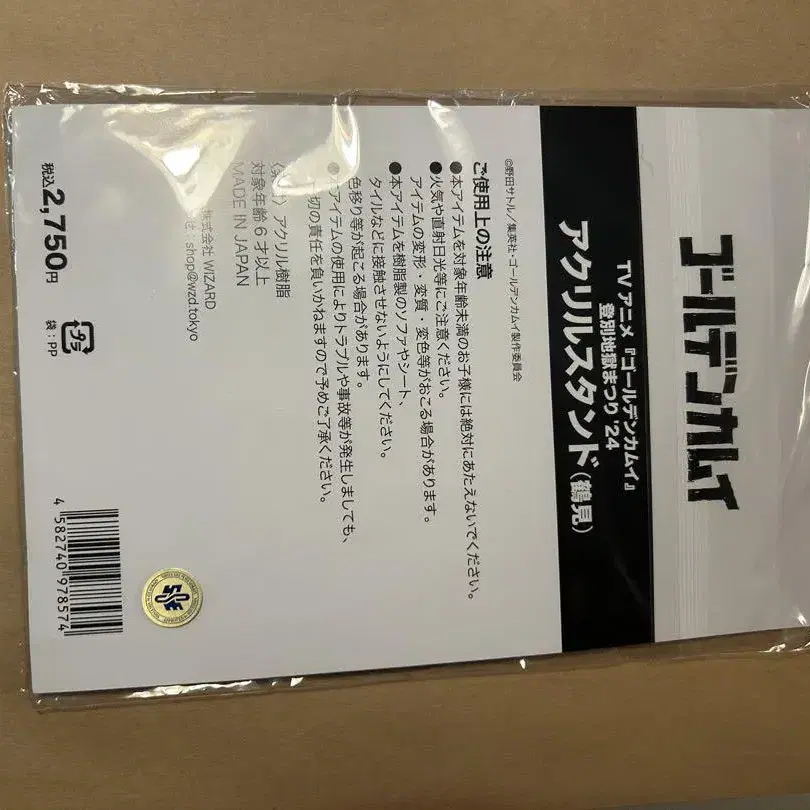 ゴールデンカムイ
TVアニメ『ゴールデンカムイ』
登別地獄まつり '24
アクリルスタンド(鶴見)
©野田サトル/集英社・ゴールデンカムイ製作委員会
ご使用上の注意
●本アイテムを対象年齢未満のお子様には絶対にあたえないでください。
●火気や直射日光等にご注意ください。
アイテムの変形・変質・変色等がおこる場合があります。
●本アイテムを樹脂製のソファやシート、
タイルなどに接触させないようにしてください。
色移り等が起こる場合があります。
●アイテムの使用によりトラブルや事故等が発生しましても、
切の責任を負いかねますので予めご了承ください。
アクリル樹脂
対象年齢6才以上
MADE IN JAPAN
株式会社 WIZARD
: shop@wzd.tokyo
税込2,750円
プラ
袋:PP
4 582740 978574